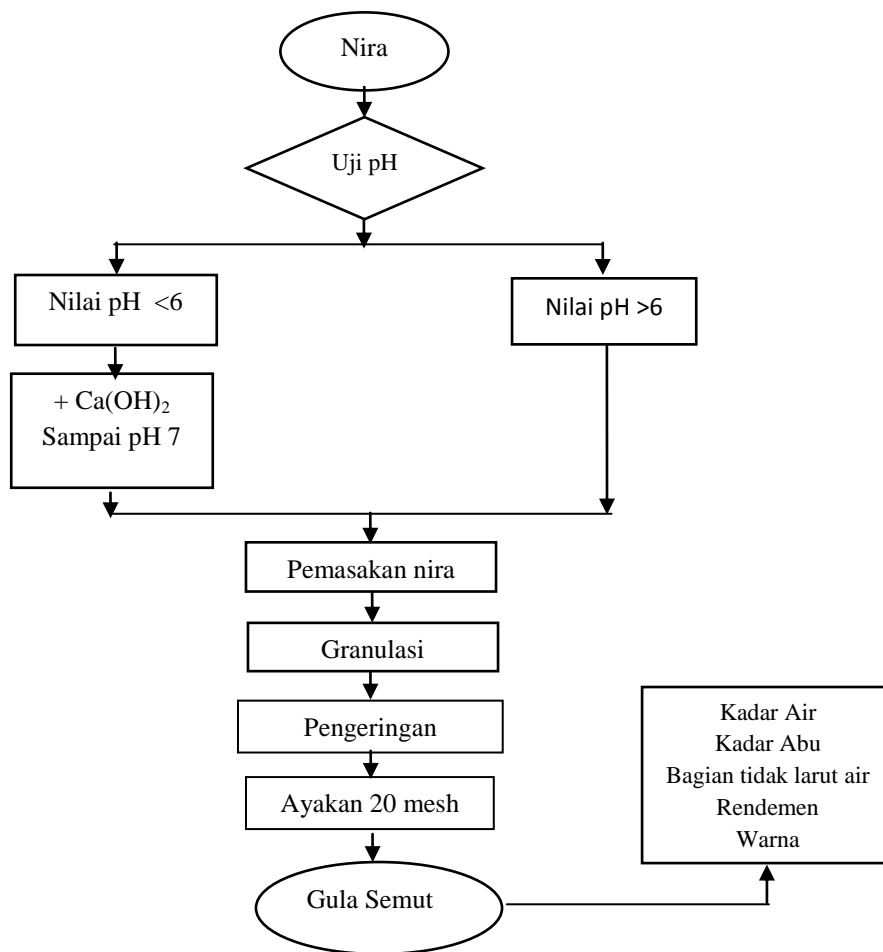 Nira
Uji pH
Nilai pH <6
Nilai pH >6
+ Ca(OH)₂
Sampai pH 7
Pemasakan nira
Granulasi
Pengeringan
Ayakan 20 mesh
Gula Semut
Kadar Air
Kadar Abu
Bagian tidak larut air
Rendemen
Warna